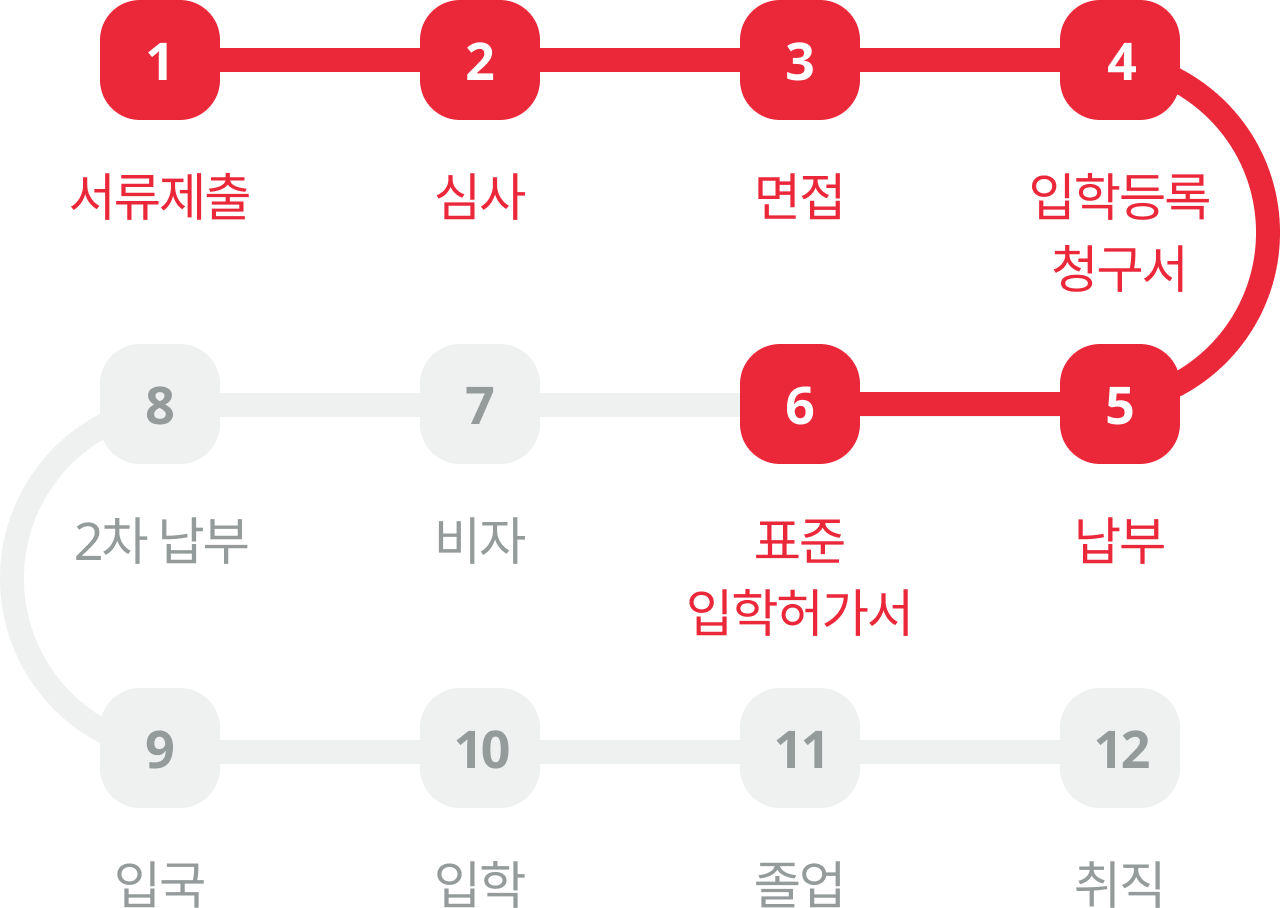 1 2 3 4
서류제출 심사 면접 입학등록
청구서
8 7 6 5
2차 납부 비자 표준 납부
입학허가서
9 10 11 12
입국 입학 졸업 취직